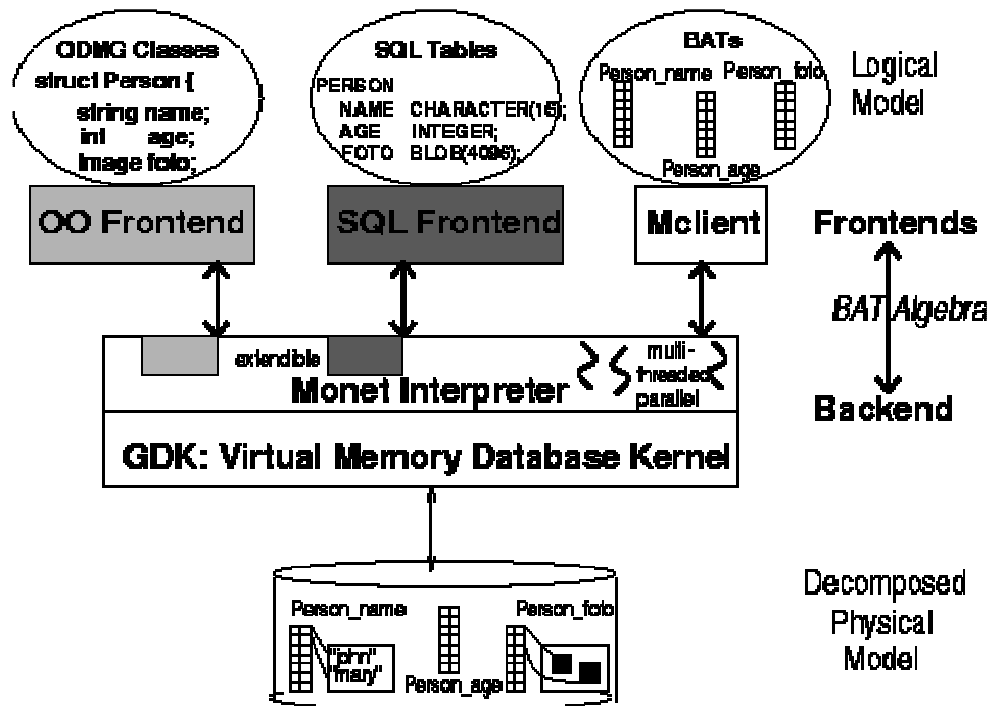 ODMG Classes
struct Person {
string name;
int age;
image foto;
SQL Tables
PERSON
NAME CHARACTER(15);
AGE INTEGER;
FOTO BLOB(4096);
BATs
Person_name Person_foto
Person_age
Logical
Model
OO Frontend
SQL Frontend
Mclient
Frontends
BAT Algebra
Backend
extendible
Monet Interpreter
multi-
threaded
parallel
GDK: Virtual Memory Database Kernel
Person_name
Person_foto
"john"
"mary"
Person_age
Decomposed
Physical
Model